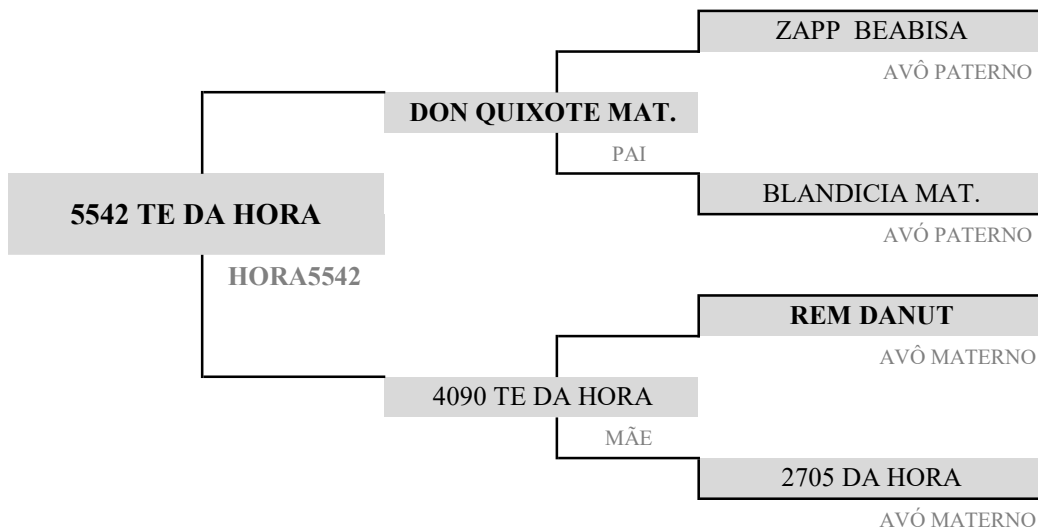 ZAPP BEABISA
AVÔ PATERNO
DON QUIXOTE MAT.
PAI
BLANDICIA MAT.
AVÓ PATERNO
5542 TE DA HORA
HORA5542
REM DANUT
AVÔ MATERNO
4090 TE DA HORA
MÃE
2705 DA HORA
AVÓ MATERNO